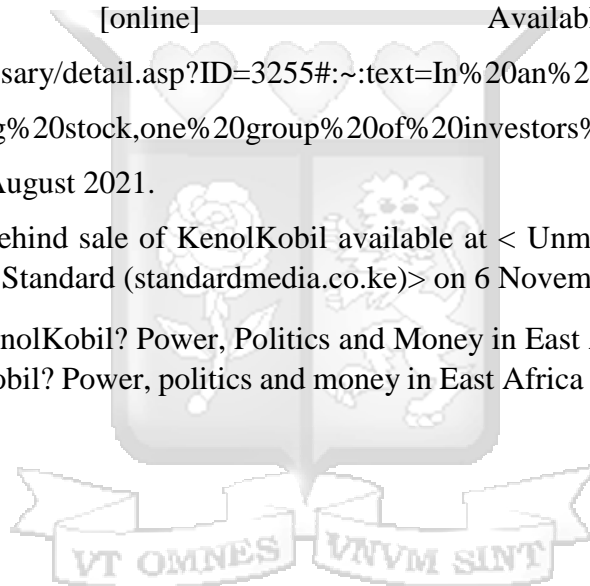 [online] Availabl
sary/detail.asp?ID=3255#:~:text=In%20an%2
g%20stock,one%20group%20of%20investors%
August 2021.
ehind sale of KenolKobil available at < Unm
Standard (standardmedia.co.ke)> on 6 Novem
nolKobil? Power, Politics and Money in East A
obil? Power, politics and money in East Africa
VT OMNES VNVM SINT